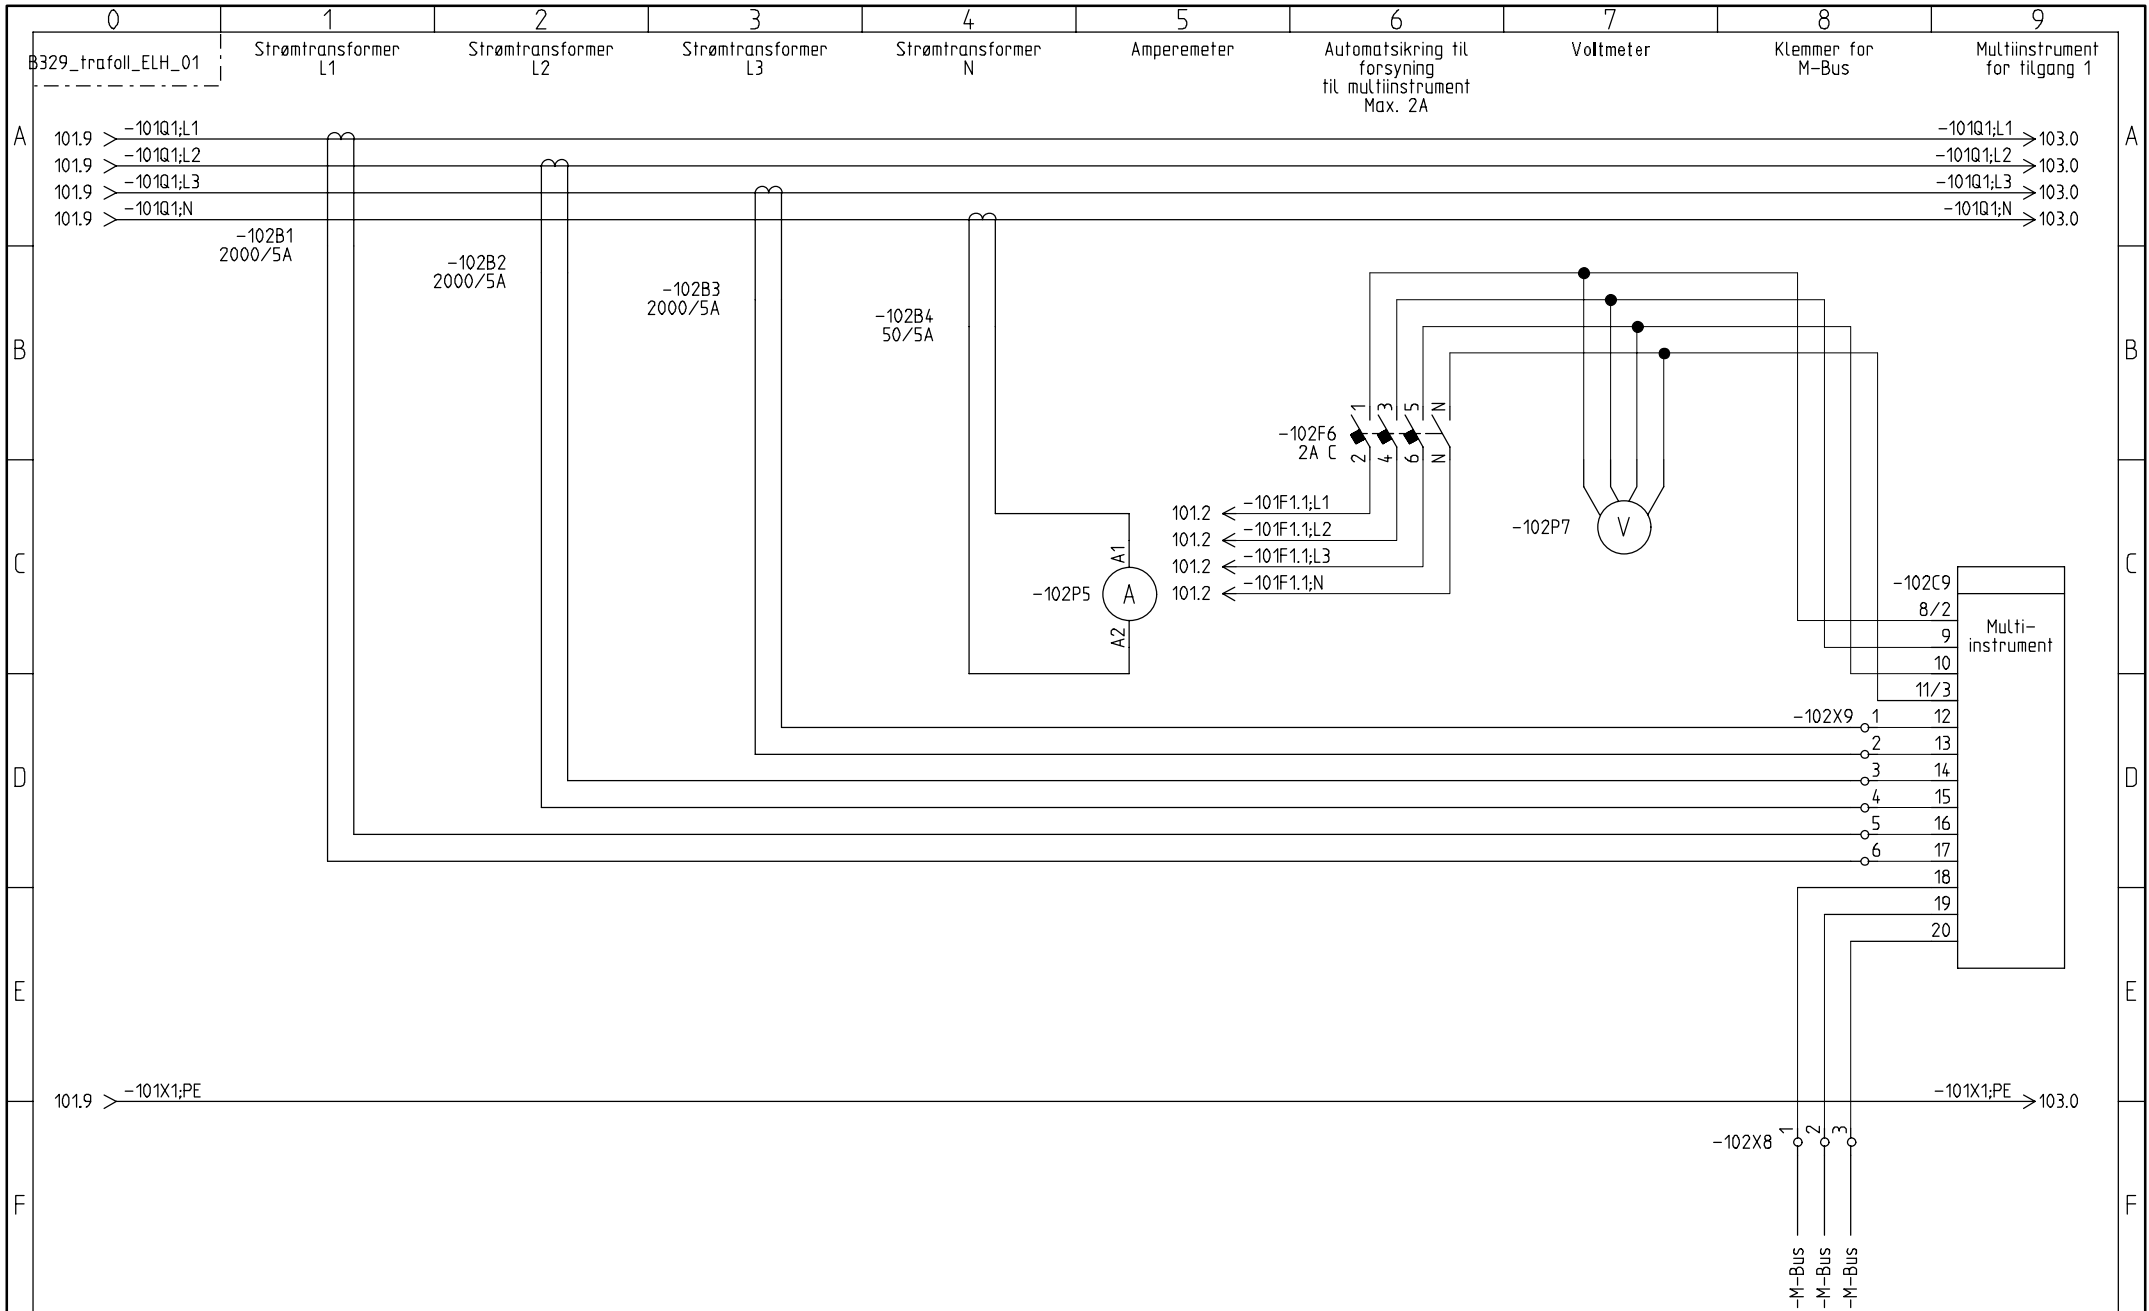 0 1 2 3 4 5 6 7 8 9
B329_trafoll_ELH_01
Strømtransformer
L1
Strømtransformer
L2
Strømtransformer
L3
Strømtransformer
N
Amperemeter
Automatsikring til
forsyning
til multiinstrument
Max. 2A
Voltmeter
Klemmer for
M-Bus
Multiinstrument
for tilgang 1
A A
101.9 -101Q1;L1 -101Q1;L1 103.0
101.9 -101Q1;L2 -101Q1;L2 103.0
101.9 -101Q1;L3 -101Q1;L3 103.0
101.9 -101Q1;N -101Q1;N 103.0
-102B1
2000/5A
-102B2
2000/5A
-102B3
2000/5A
-102B4
50/5A
B B
1 3 5 N
-102F6
2A C
2 4 6 N
101.2 -101F1.1;L1
101.2 -101F1.1;L2
101.2 -101F1.1;L3
101.2 -101F1.1;N
-102P7 V
C C
A1
-102P5 A
A2
-102C9
8/2
9
10
11/3
Multi-
instrument
-102X9 1 12
2 13
3 14
4 15
5 16
6 17
18
19
20
D D
E E
101.9 -101X1;PE -101X1;PE 103.0
-102X8 1 2 3
F F
-M-Bus
-M-Bus
-M-Bus